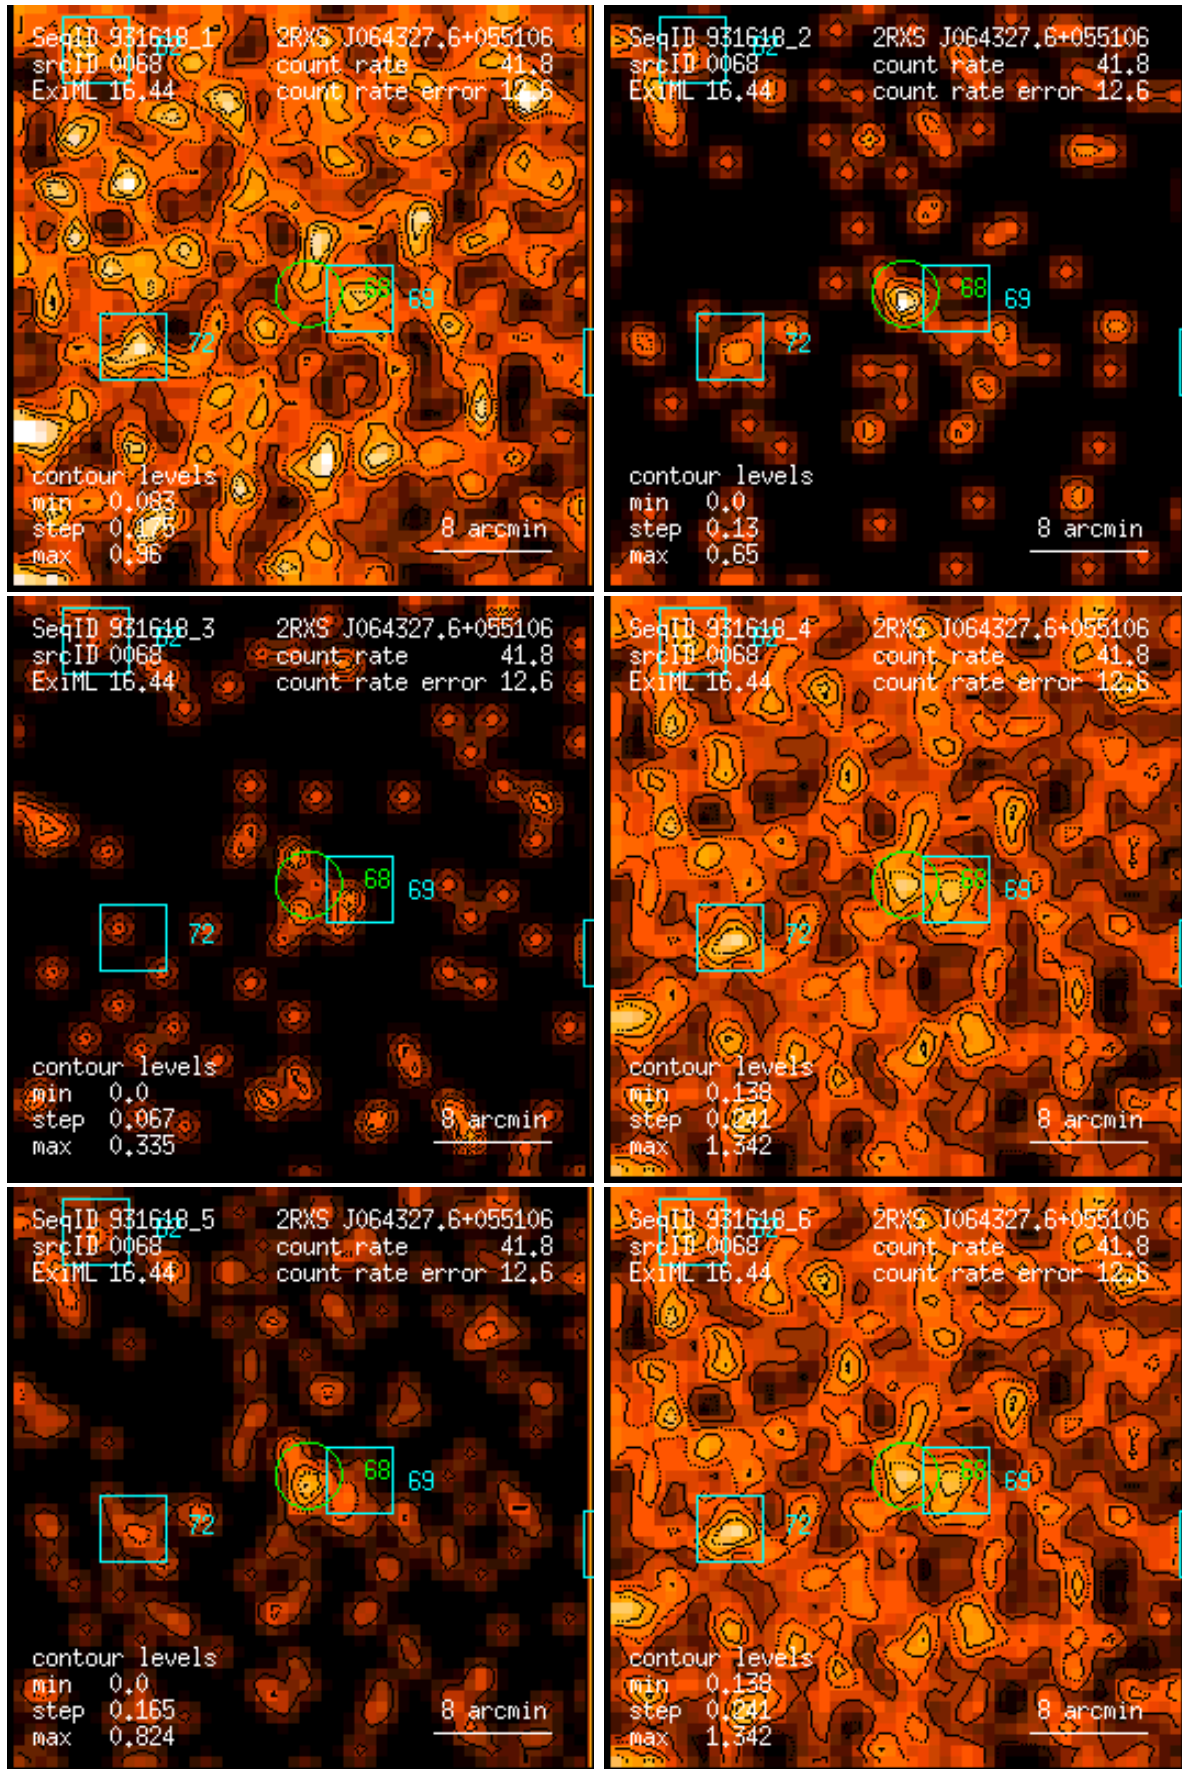 SeqID 931618_1 2RXS J064327.6+055106
srcID 0068 count rate 41.8
ExiML 16.44 count rate error 12.6
68
69
72
contour levels
min 0.083
step 0.175
max 0.96
8 arcmin
SeqID 931618_2 2RXS J064327.6+055106
srcID 0068 count rate 41.8
ExiML 16.44 count rate error 12.6
68
69
72
contour levels
min 0.0
step 0.13
max 0.65
8 arcmin
SeqID 931618_3 2RXS J064327.6+055106
srcID 0068 count rate 41.8
ExiML 16.44 count rate error 12.6
68
69
72
contour levels
min 0.0
step 0.067
max 0.335
8 arcmin
SeqID 931618_4 2RXS J064327.6+055106
srcID 0068 count rate 41.8
ExiML 16.44 count rate error 12.6
68
69
72
contour levels
min 0.138
step 0.241
max 1.342
8 arcmin
SeqID 931618_5 2RXS J064327.6+055106
srcID 0068 count rate 41.8
ExiML 16.44 count rate error 12.6
68
69
72
contour levels
min 0.0
step 0.165
max 0.824
8 arcmin
SeqID 931618_6 2RXS J064327.6+055106
srcID 0068 count rate 41.8
ExiML 16.44 count rate error 12.6
68
69
72
contour levels
min 0.138
step 0.241
max 1.342
8 arcmin